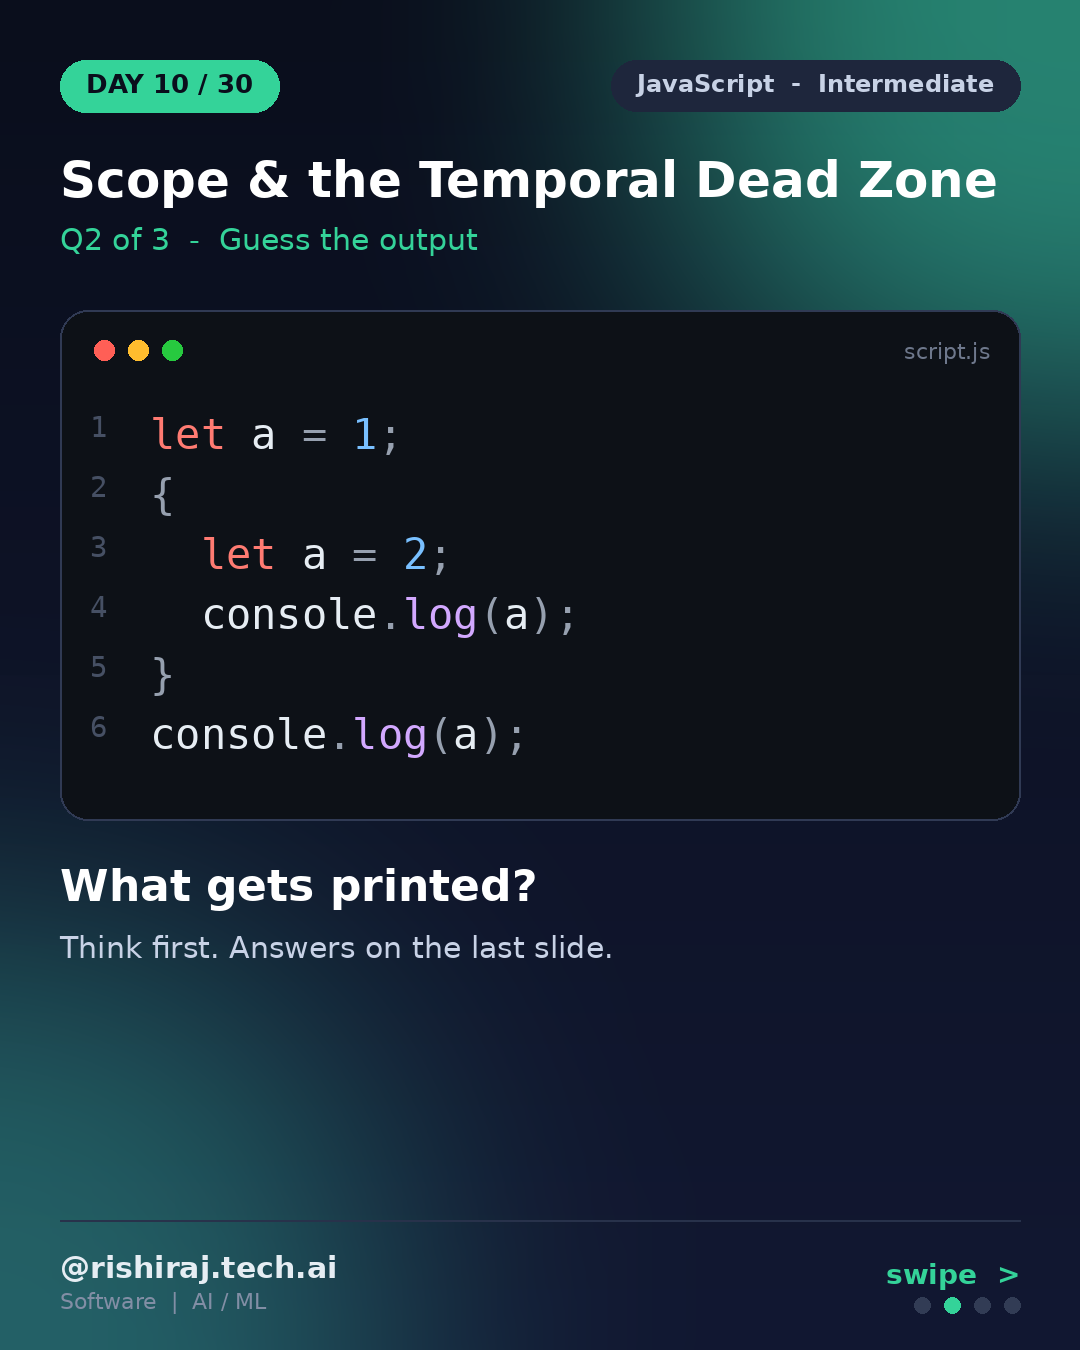 DAY 10 / 30
JavaScript - Intermediate
Scope & the Temporal Dead Zone
Q2 of 3 - Guess the output
script.js
1 let a = 1;
2 {
3   let a = 2;
4   console.log(a);
5 }
6 console.log(a);
What gets printed?
Think first. Answers on the last slide.
@rishiraj.tech.ai
Software | AI / ML
swipe >